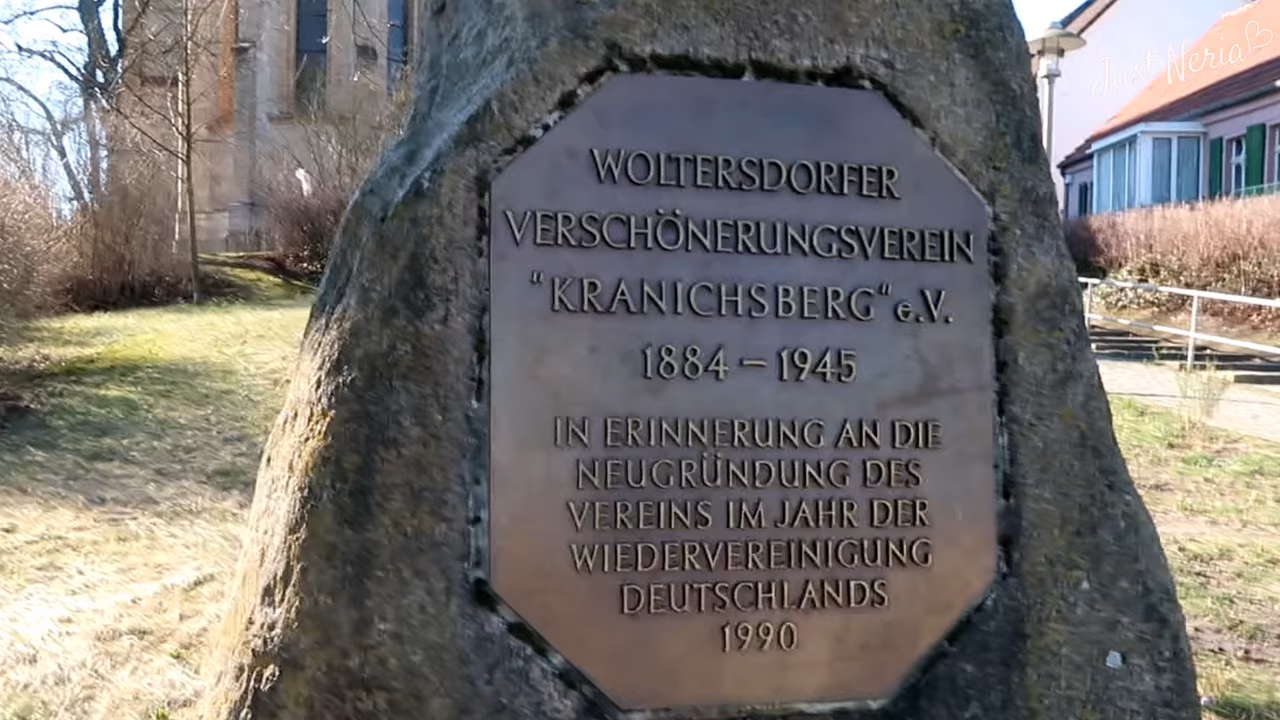 Just Neria
WOLTERSDORFER
VERSCHÖNERUNGSVEREIN
"KRANICHSBERG" e.V.
1884 – 1945
IN ERINNERUNG AN DIE
NEUGRÜNDUNG DES
VEREINS IM JAHR DER
WIEDERVEREINIGUNG
DEUTSCHLANDS
1990